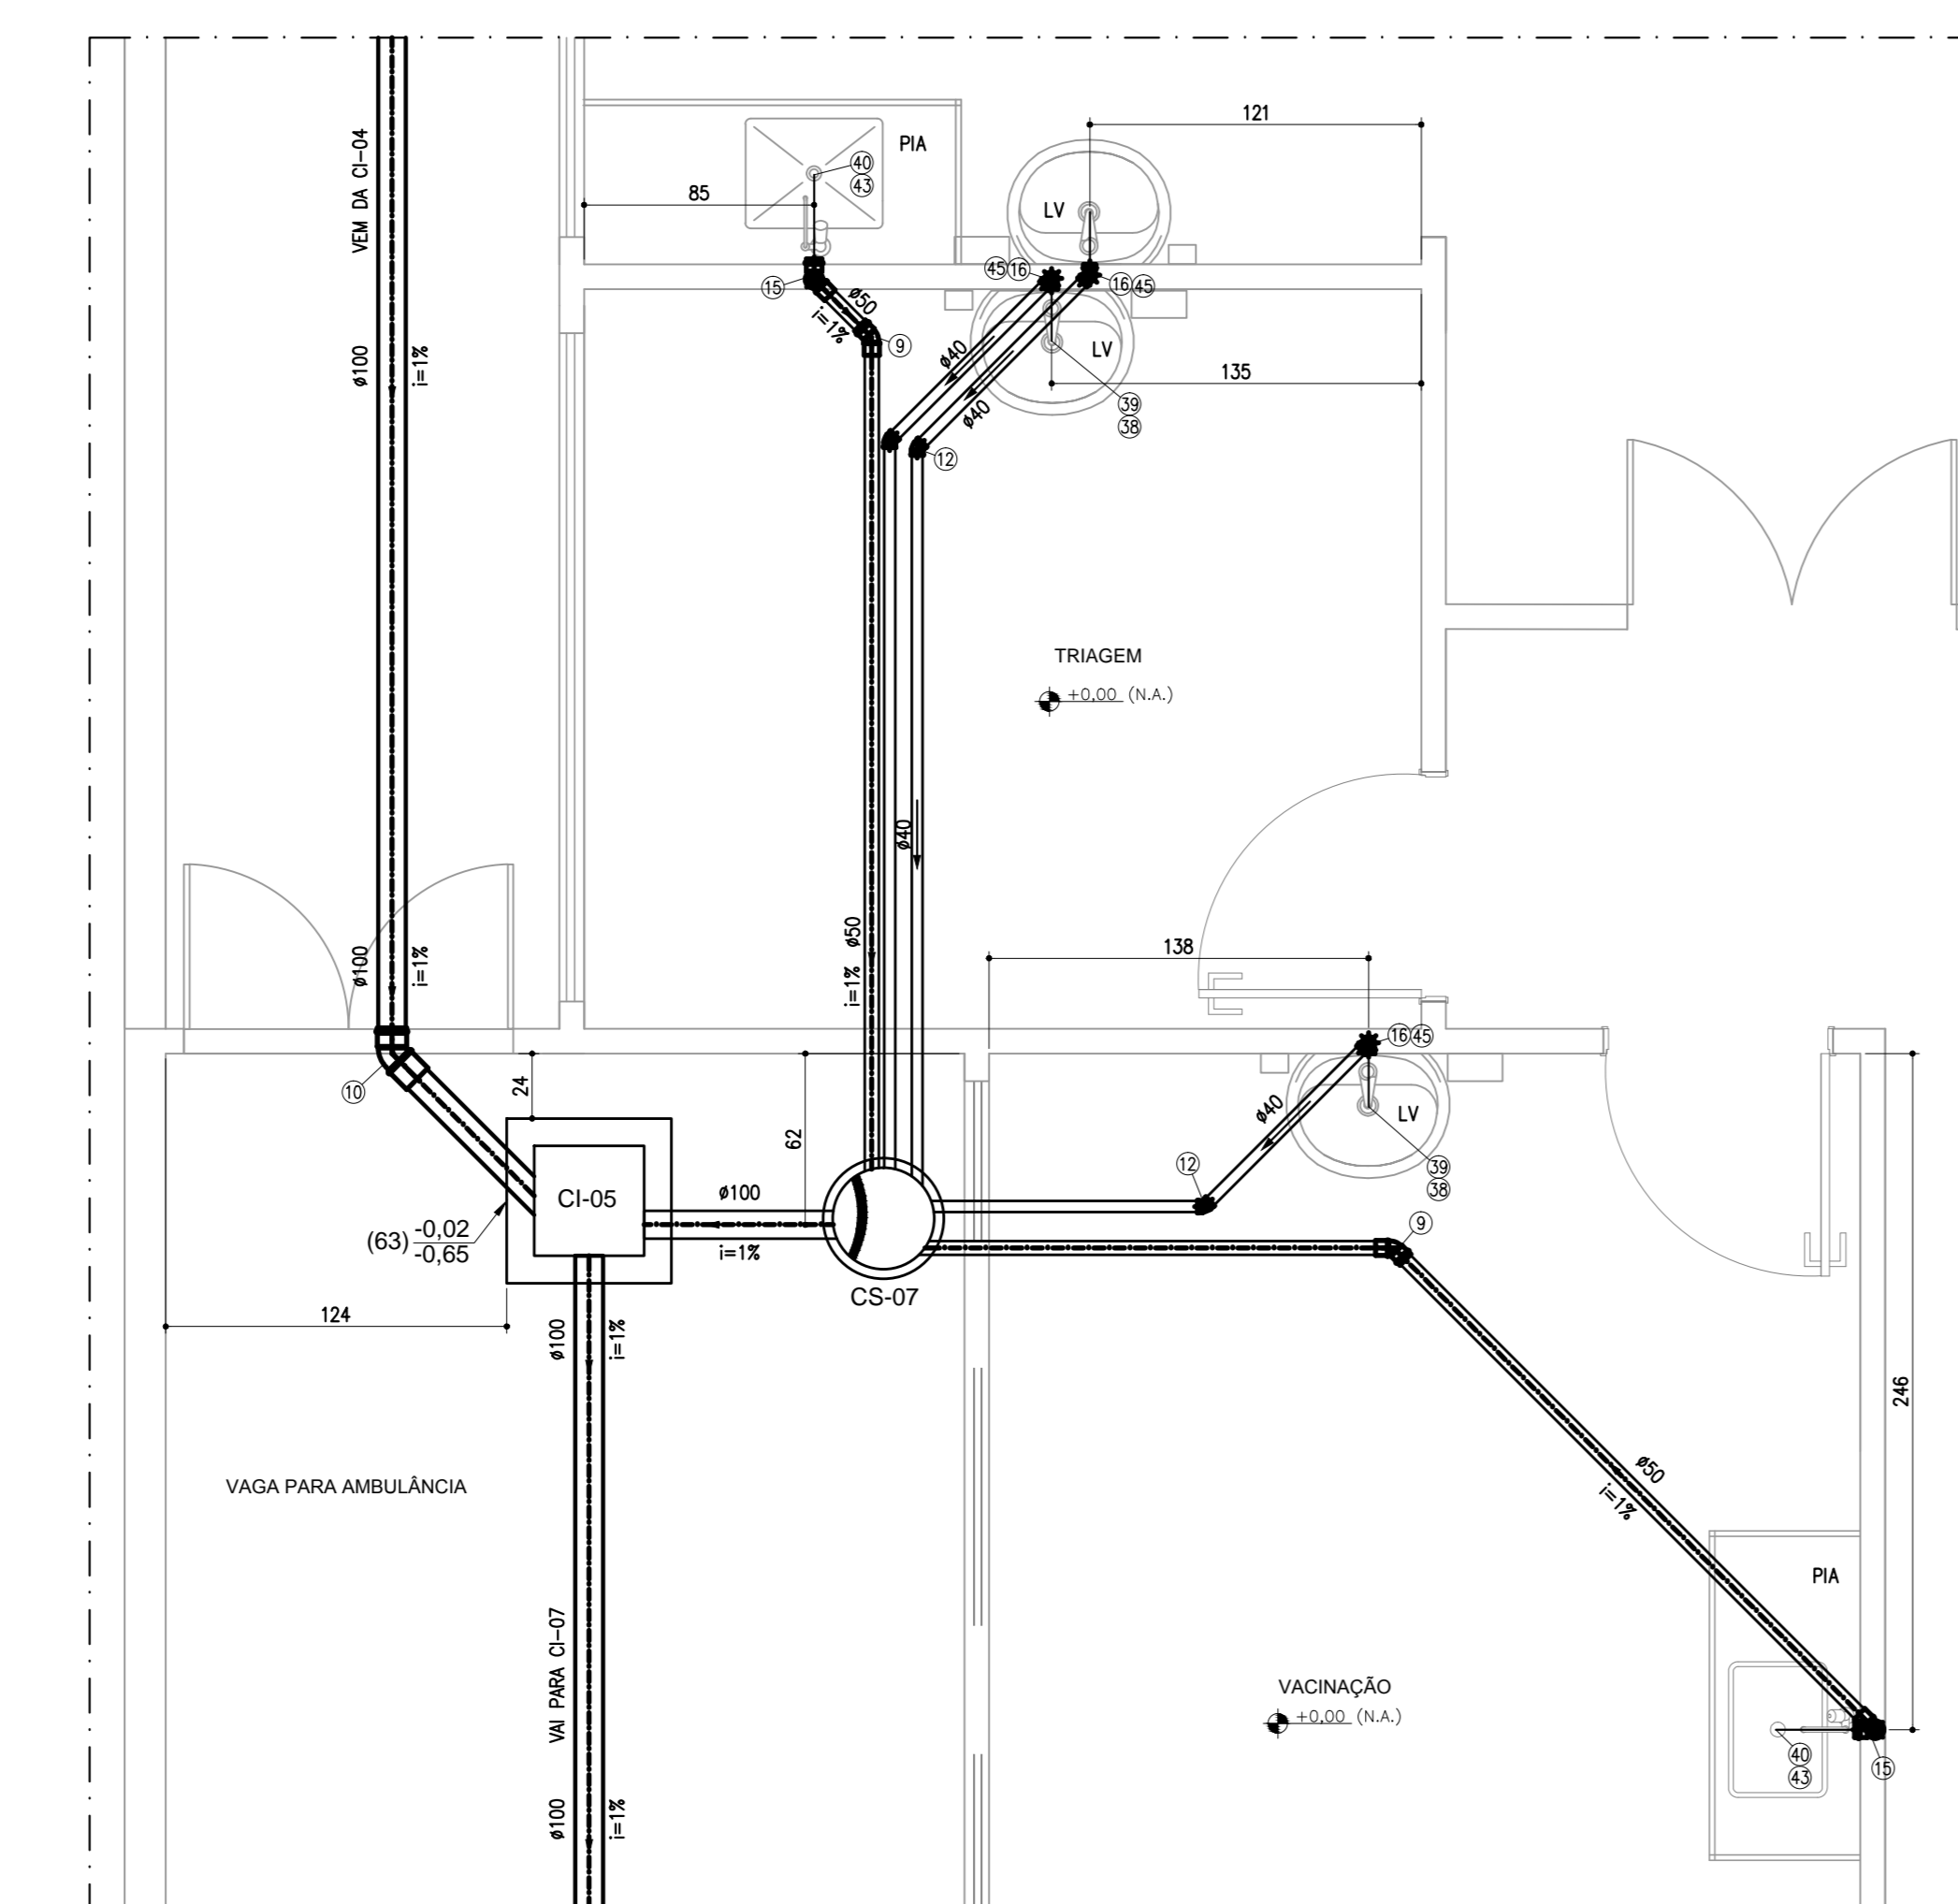 121
VEM DA CI-04
PIA
40
43
85
LV
45 16
16 45
15
ø50
i=1%
9
ø100
i=1%
ø40
LV
135
ø40
39
38
12
TRIAGEM
+0,00 (N.A.)
ø40
ø50
i=1%
138
ø100
i=1%
16 45
10
24
62
ø40
LV
12
39
38
CI-05
ø100
i=1%
9
(63) -0,02
-0,65
CS-07
124
ø100
i=1%
246
ø50
i=1%
VAGA PARA AMBULÂNCIA
PIA
VAI PARA CI-07
VACINAÇÃO
+0,00 (N.A.)
40
43
15
ø100
i=1%